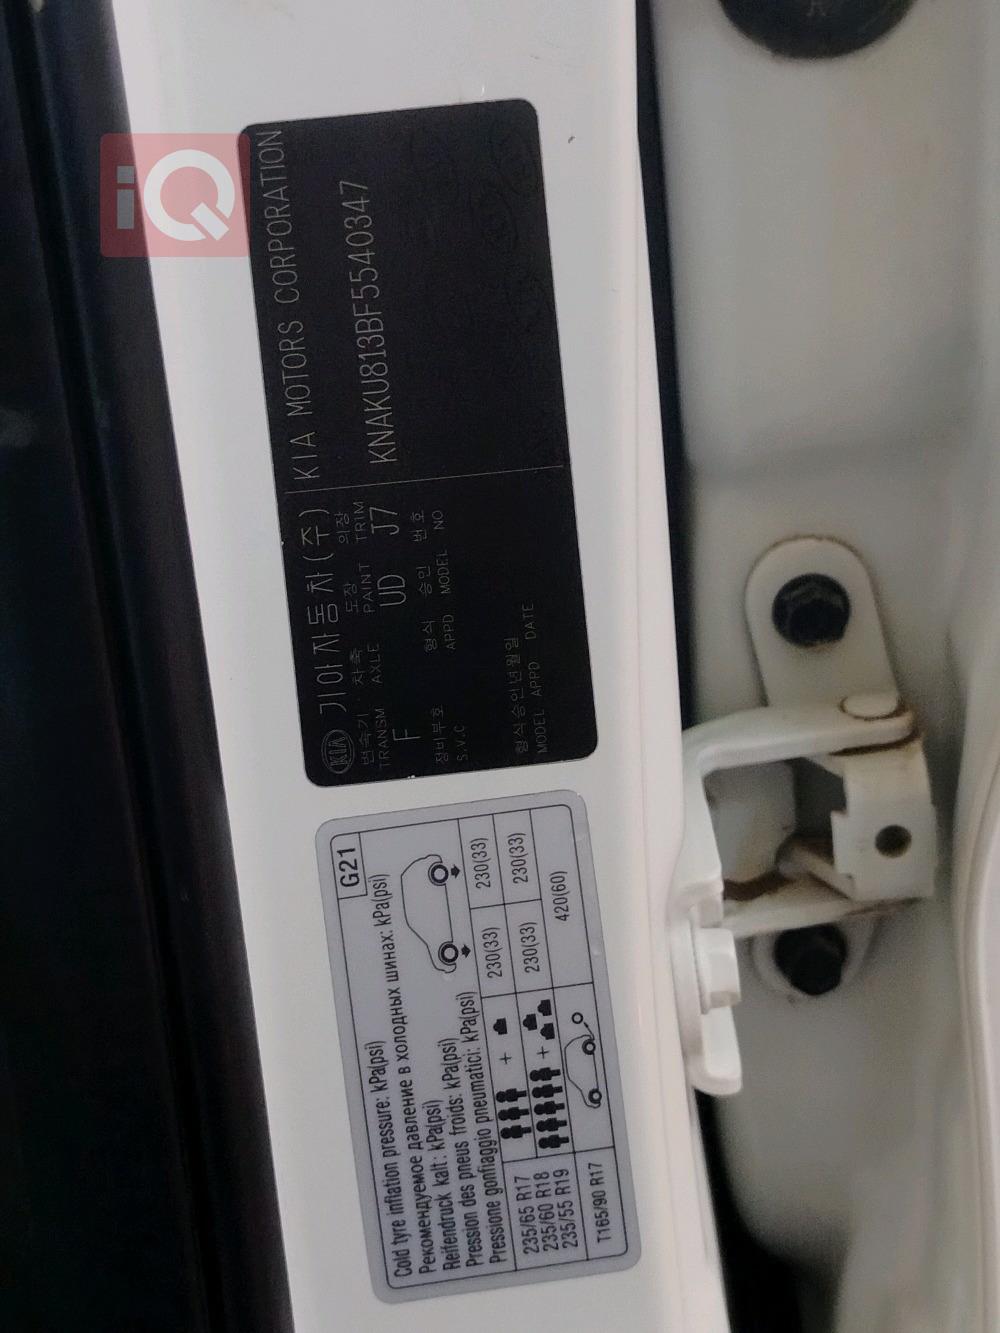 iQ
KIA 기아자동차(주) KIA MOTORS CORPORATION
변속기 차축 도장 의장
TRANSM AXLE PAINT TRIM
F UD J7 KNAKU813BF5540347
정비부호 형식 승인 번호
S.V.C APPD MODEL NO
형식승인년월일
MODEL APPD DATE
Cold tyre inflation pressure: kPa(psi) G21
Рекомендуемое давление в холодных шинах: kPa(psi)
Reifendruck kalt: kPa(psi)
Pression des pneus froids: kPa(psi)
Pressione gonfiaggio pneumatici: kPa(psi)
235/65 R17 + 230(33) 230(33)
235/60 R18
235/55 R19 + 230(33) 230(33)
T165/90 R17 420(60)